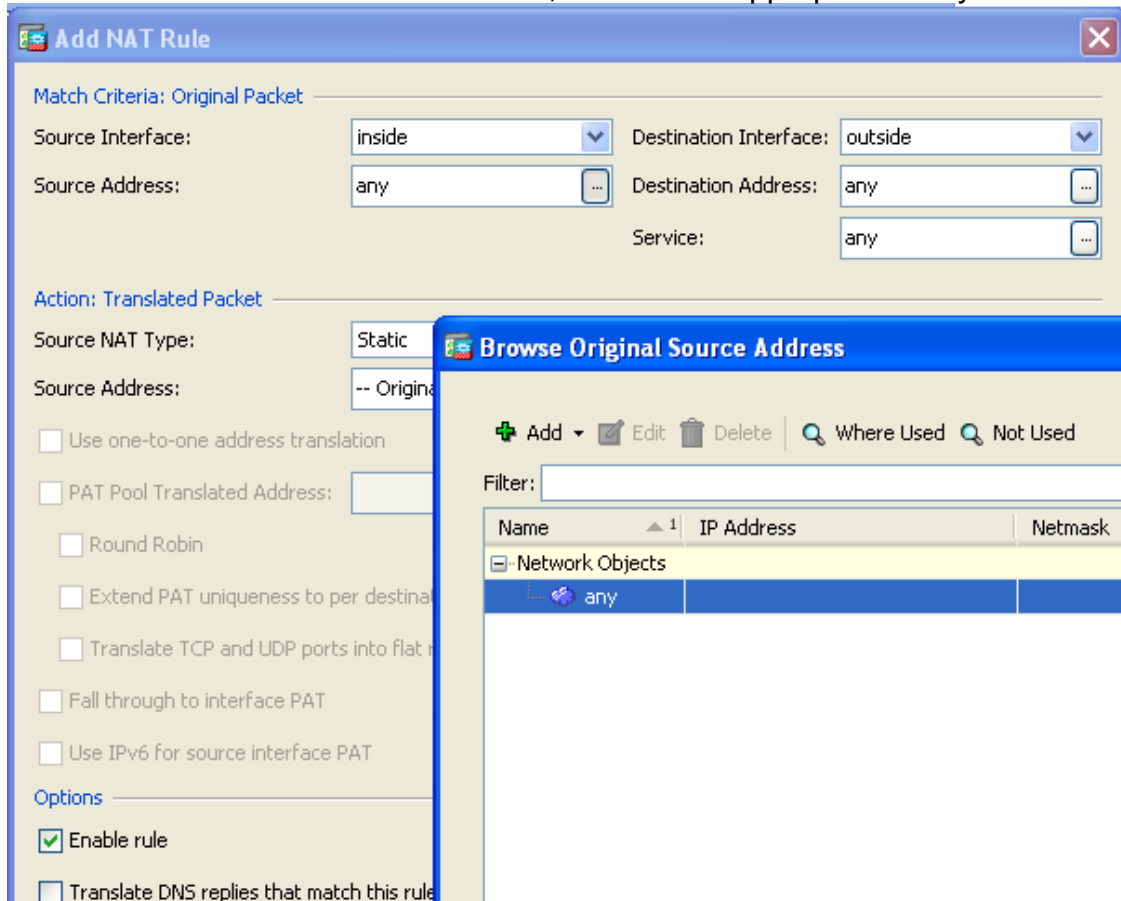 Add NAT Rule
Match Criteria: Original Packet
Source Interface: inside Destination Interface: outside
Source Address: any ... Destination Address: any ...
Service: any ...
Action: Translated Packet
Source NAT Type: Static
Source Address: -- Origina
Use one-to-one address translation
PAT Pool Translated Address:
Round Robin
Extend PAT uniqueness to per destinat
Translate TCP and UDP ports into flat
Fall through to interface PAT
Use IPv6 for source interface PAT
Options
Enable rule
Translate DNS replies that match this rule
Browse Original Source Address
Add Edit Delete Where Used Not Used
Filter:
Name 1 IP Address Netmask
Network Objects
any